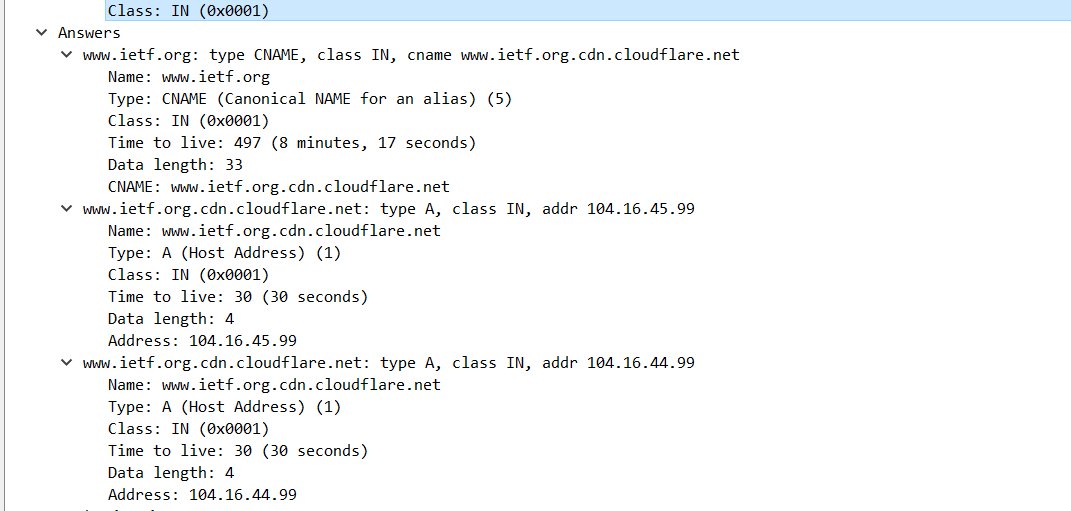 Class: IN (0x0001)
Answers
www.ietf.org: type CNAME, class IN, cname www.ietf.org.cdn.cloudflare.net
Name: www.ietf.org
Type: CNAME (Canonical NAME for an alias) (5)
Class: IN (0x0001)
Time to live: 497 (8 minutes, 17 seconds)
Data length: 33
CNAME: www.ietf.org.cdn.cloudflare.net
www.ietf.org.cdn.cloudflare.net: type A, class IN, addr 104.16.45.99
Name: www.ietf.org.cdn.cloudflare.net
Type: A (Host Address) (1)
Class: IN (0x0001)
Time to live: 30 (30 seconds)
Data length: 4
Address: 104.16.45.99
www.ietf.org.cdn.cloudflare.net: type A, class IN, addr 104.16.44.99
Name: www.ietf.org.cdn.cloudflare.net
Type: A (Host Address) (1)
Class: IN (0x0001)
Time to live: 30 (30 seconds)
Data length: 4
Address: 104.16.44.99